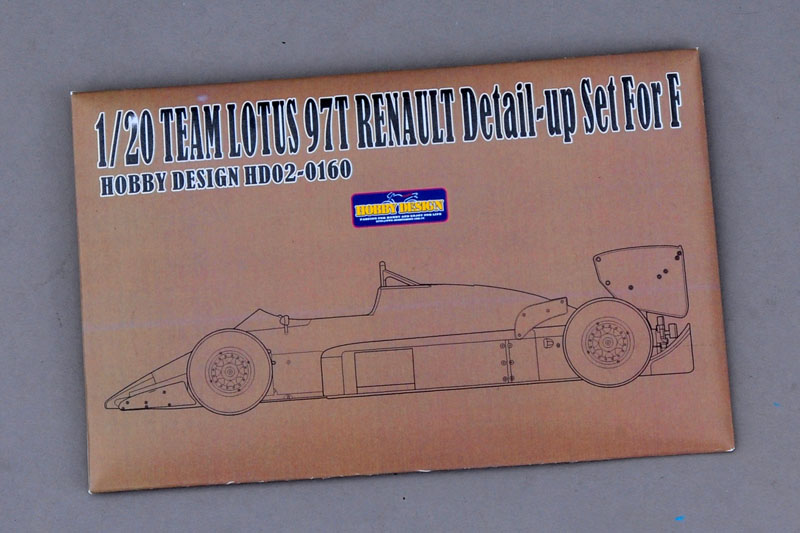 1/20 TEAM LOTUS 97T RENAULT Detail-up Set For F
HOBBY DESIGN HD02-0160
HOBBY DESIGN